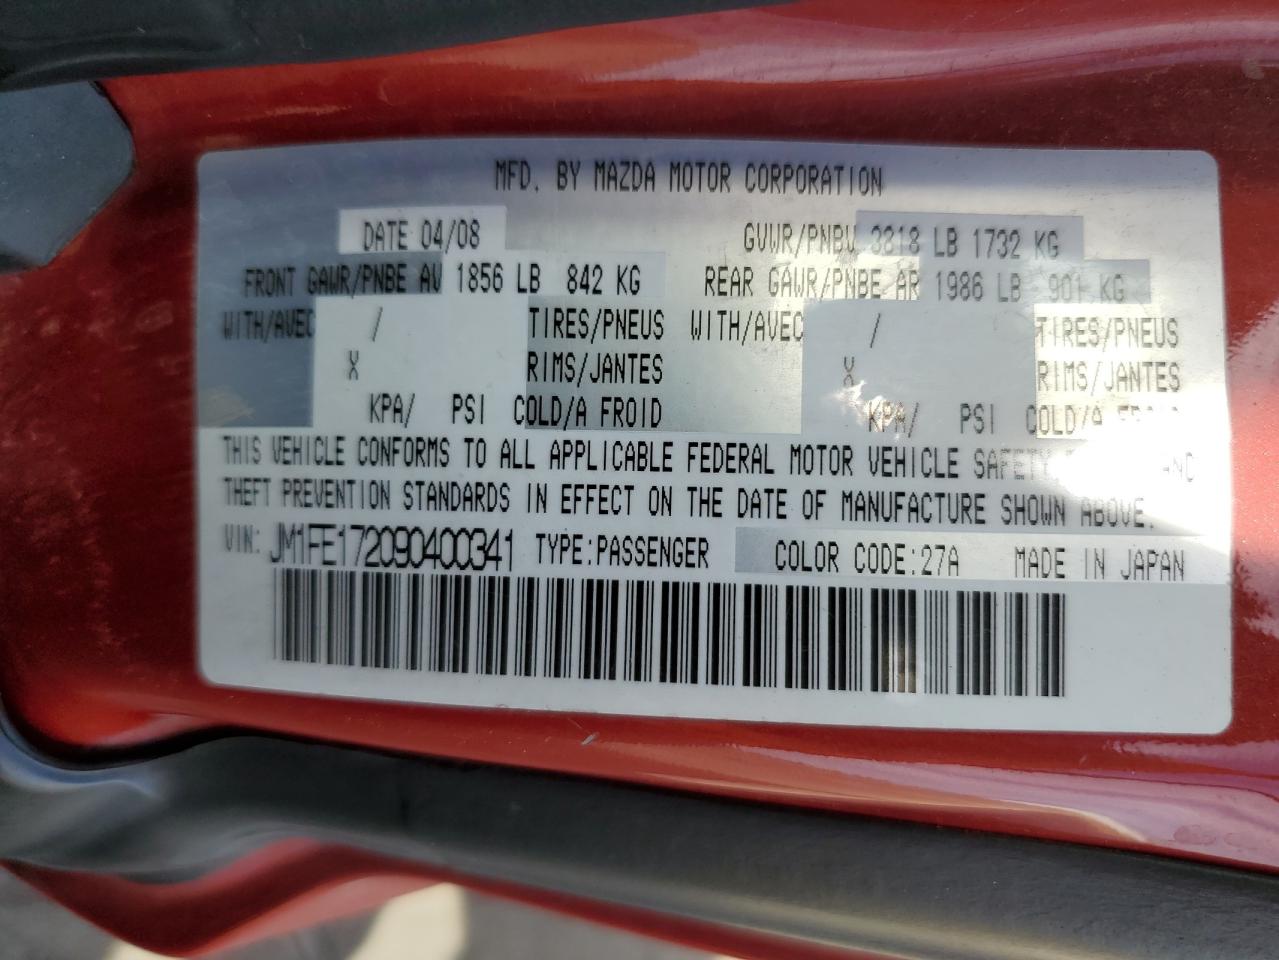 MFD. BY MAZDA MOTOR CORPORATION
DATE 04/08 GVWR/PNBV 3818 LB 1732 KG
FRONT GAWR/PNBE AV 1856 LB 842 KG REAR GAWR/PNBE AR 1986 LB 901 KG
WITH/AVEC / TIRES/PNEUS WITH/AVEC / TIRES/PNEUS
X RIMS/JANTES X RIMS/JANTES
KPA/ PSI COLD/A FROID KPA/ PSI COLD/A
THIS VEHICLE CONFORMS TO ALL APPLICABLE FEDERAL MOTOR VEHICLE SAFETY
THEFT PREVENTION STANDARDS IN EFFECT ON THE DATE OF MANUFACTURE SHOWN ABOVE.
VIN: JM1FE172090400341 TYPE:PASSENGER COLOR CODE:27A MADE IN JAPAN